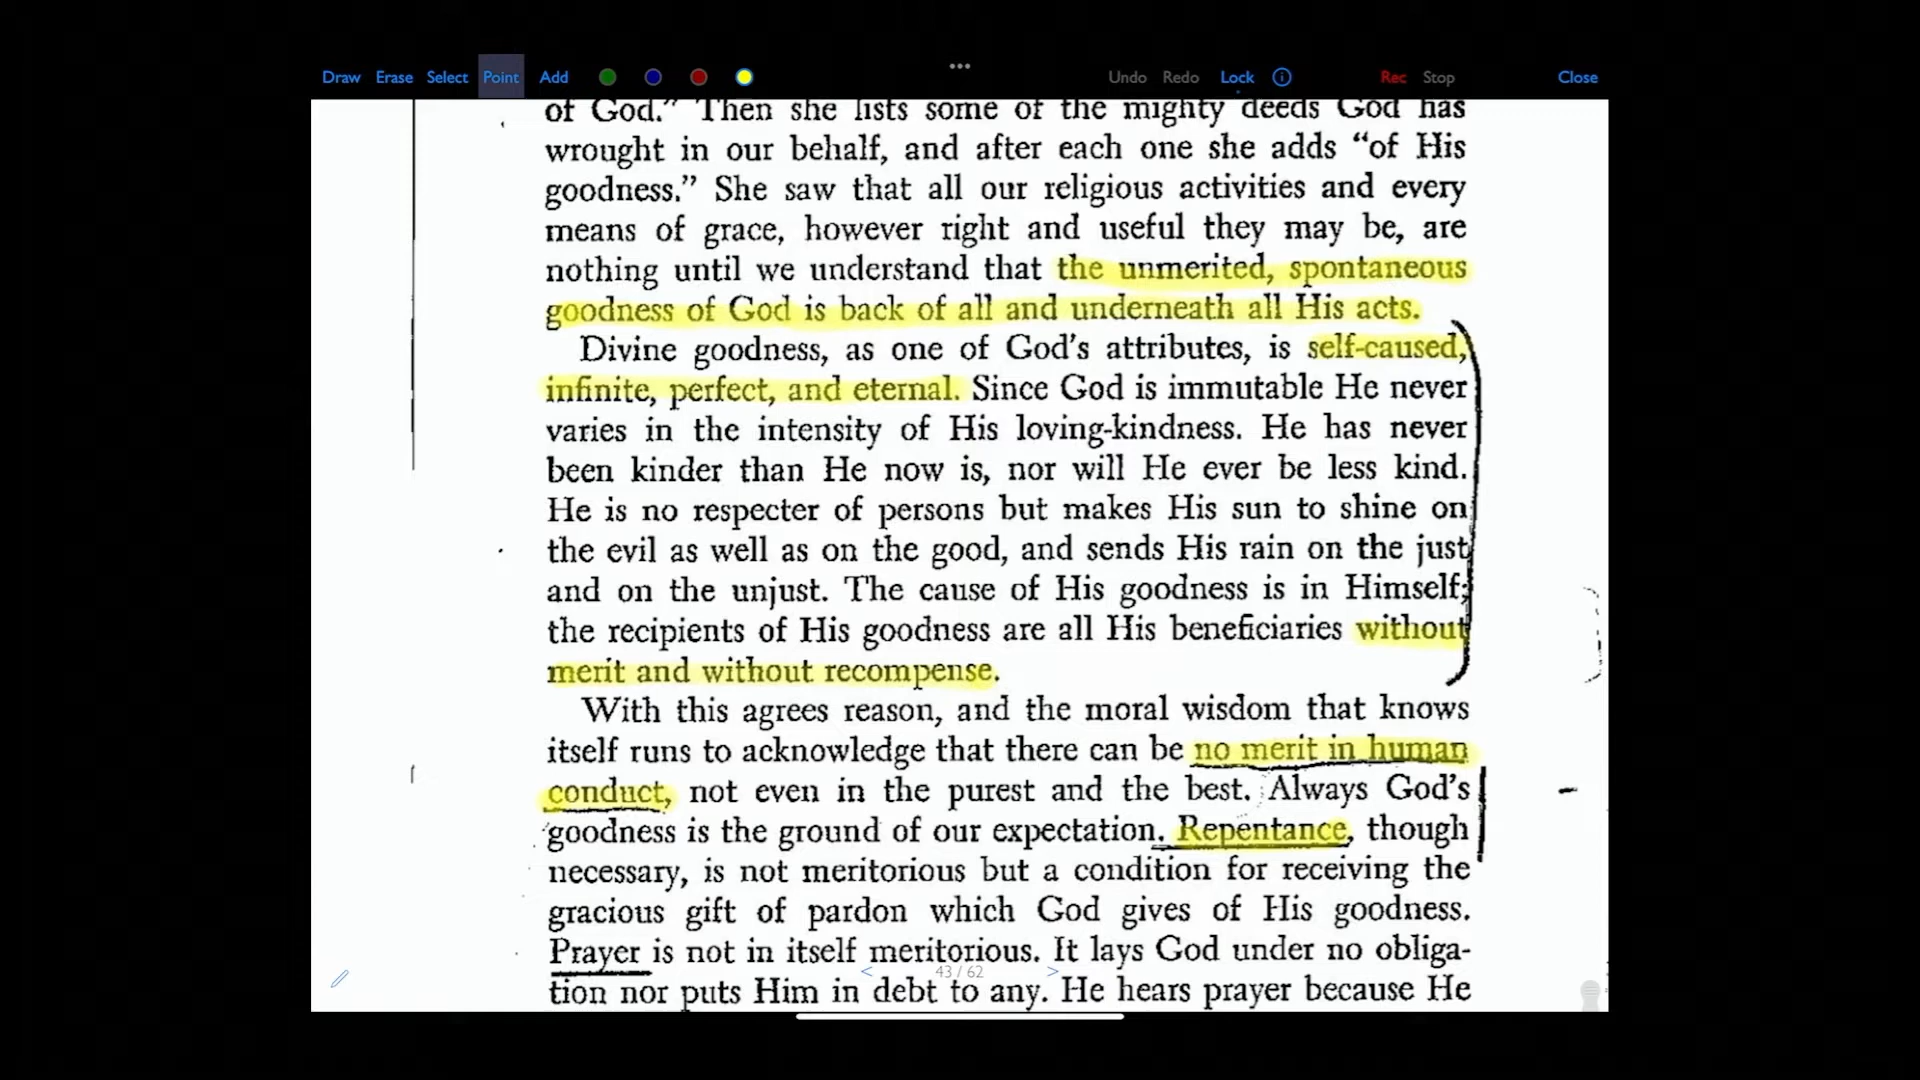 Draw Erase Select Point Add ••• Undo Redo Lock i Rec Stop Close
of God.” Then she lists some of the mighty deeds God has
wrought in our behalf, and after each one she adds “of His
goodness.” She saw that all our religious activities and every
means of grace, however right and useful they may be, are
nothing until we understand that the unmerited, spontaneous
goodness of God is back of all and underneath all His acts.
Divine goodness, as one of God’s attributes, is self-caused,
infinite, perfect, and eternal. Since God is immutable He never
varies in the intensity of His loving-kindness. He has never
been kinder than He now is, nor will He ever be less kind.
He is no respecter of persons but makes His sun to shine on
the evil as well as on the good, and sends His rain on the just
and on the unjust. The cause of His goodness is in Himself;
the recipients of His goodness are all His beneficiaries without
merit and without recompense.
With this agrees reason, and the moral wisdom that knows
itself runs to acknowledge that there can be no merit in human
conduct, not even in the purest and the best. Always God’s
goodness is the ground of our expectation. Repentance, though
necessary, is not meritorious but a condition for receiving the
gracious gift of pardon which God gives of His goodness.
Prayer is not in itself meritorious. It lays God under no obliga-
< 43 / 62 >
tion nor puts Him in debt to any. He hears prayer because He